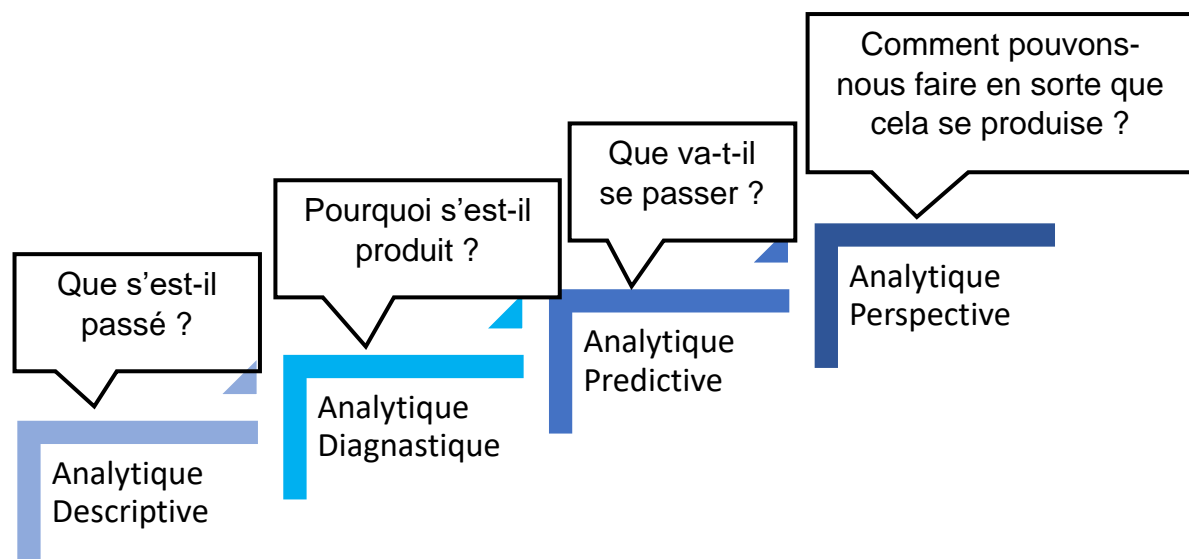 Que s’est-il
passé ?
Analytique
Descriptive
Pourquoi s’est-il
produit ?
Analytique
Diagnastique
Que va-t-il
se passer ?
Analytique
Predictive
Comment pouvons-
nous faire en sorte que
cela se produise ?
Analytique
Perspective